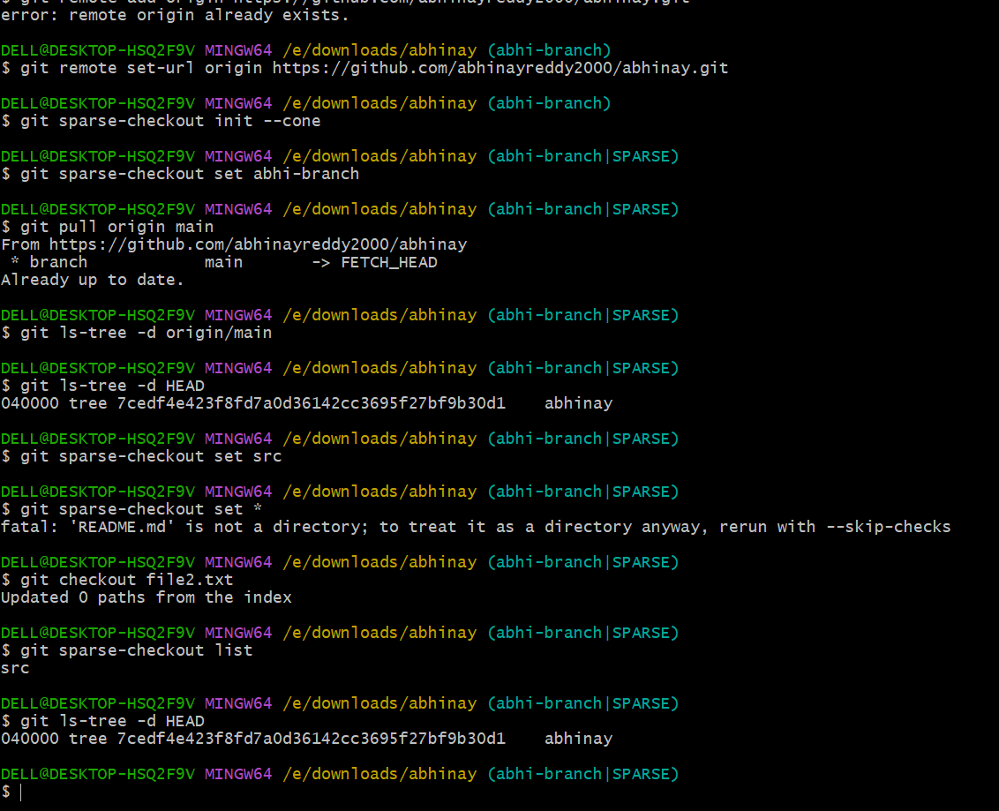 $ git remote add origin https://github.com/abhinayreddy2000/abhinay.git
error: remote origin already exists.
DELL@DESKTOP-HSQ2F9V MINGW64 /e/downloads/abhinay (abhi-branch)
$ git remote set-url origin https://github.com/abhinayreddy2000/abhinay.git
DELL@DESKTOP-HSQ2F9V MINGW64 /e/downloads/abhinay (abhi-branch)
$ git sparse-checkout init --cone
DELL@DESKTOP-HSQ2F9V MINGW64 /e/downloads/abhinay (abhi-branch|SPARSE)
$ git sparse-checkout set abhi-branch
DELL@DESKTOP-HSQ2F9V MINGW64 /e/downloads/abhinay (abhi-branch|SPARSE)
$ git pull origin main
From https://github.com/abhinayreddy2000/abhinay
 * branch            main       -> FETCH_HEAD
Already up to date.
DELL@DESKTOP-HSQ2F9V MINGW64 /e/downloads/abhinay (abhi-branch|SPARSE)
$ git ls-tree -d origin/main
DELL@DESKTOP-HSQ2F9V MINGW64 /e/downloads/abhinay (abhi-branch|SPARSE)
$ git ls-tree -d HEAD
040000 tree 7cedf4e423f8fd7a0d36142cc3695f27bf9b30d1    abhinay
DELL@DESKTOP-HSQ2F9V MINGW64 /e/downloads/abhinay (abhi-branch|SPARSE)
$ git sparse-checkout set src
DELL@DESKTOP-HSQ2F9V MINGW64 /e/downloads/abhinay (abhi-branch|SPARSE)
$ git sparse-checkout set *
fatal: 'README.md' is not a directory; to treat it as a directory anyway, rerun with --skip-checks
DELL@DESKTOP-HSQ2F9V MINGW64 /e/downloads/abhinay (abhi-branch|SPARSE)
$ git checkout file2.txt
Updated 0 paths from the index
DELL@DESKTOP-HSQ2F9V MINGW64 /e/downloads/abhinay (abhi-branch|SPARSE)
$ git sparse-checkout list
src
DELL@DESKTOP-HSQ2F9V MINGW64 /e/downloads/abhinay (abhi-branch|SPARSE)
$ git ls-tree -d HEAD
040000 tree 7cedf4e423f8fd7a0d36142cc3695f27bf9b30d1    abhinay
DELL@DESKTOP-HSQ2F9V MINGW64 /e/downloads/abhinay (abhi-branch|SPARSE)
$